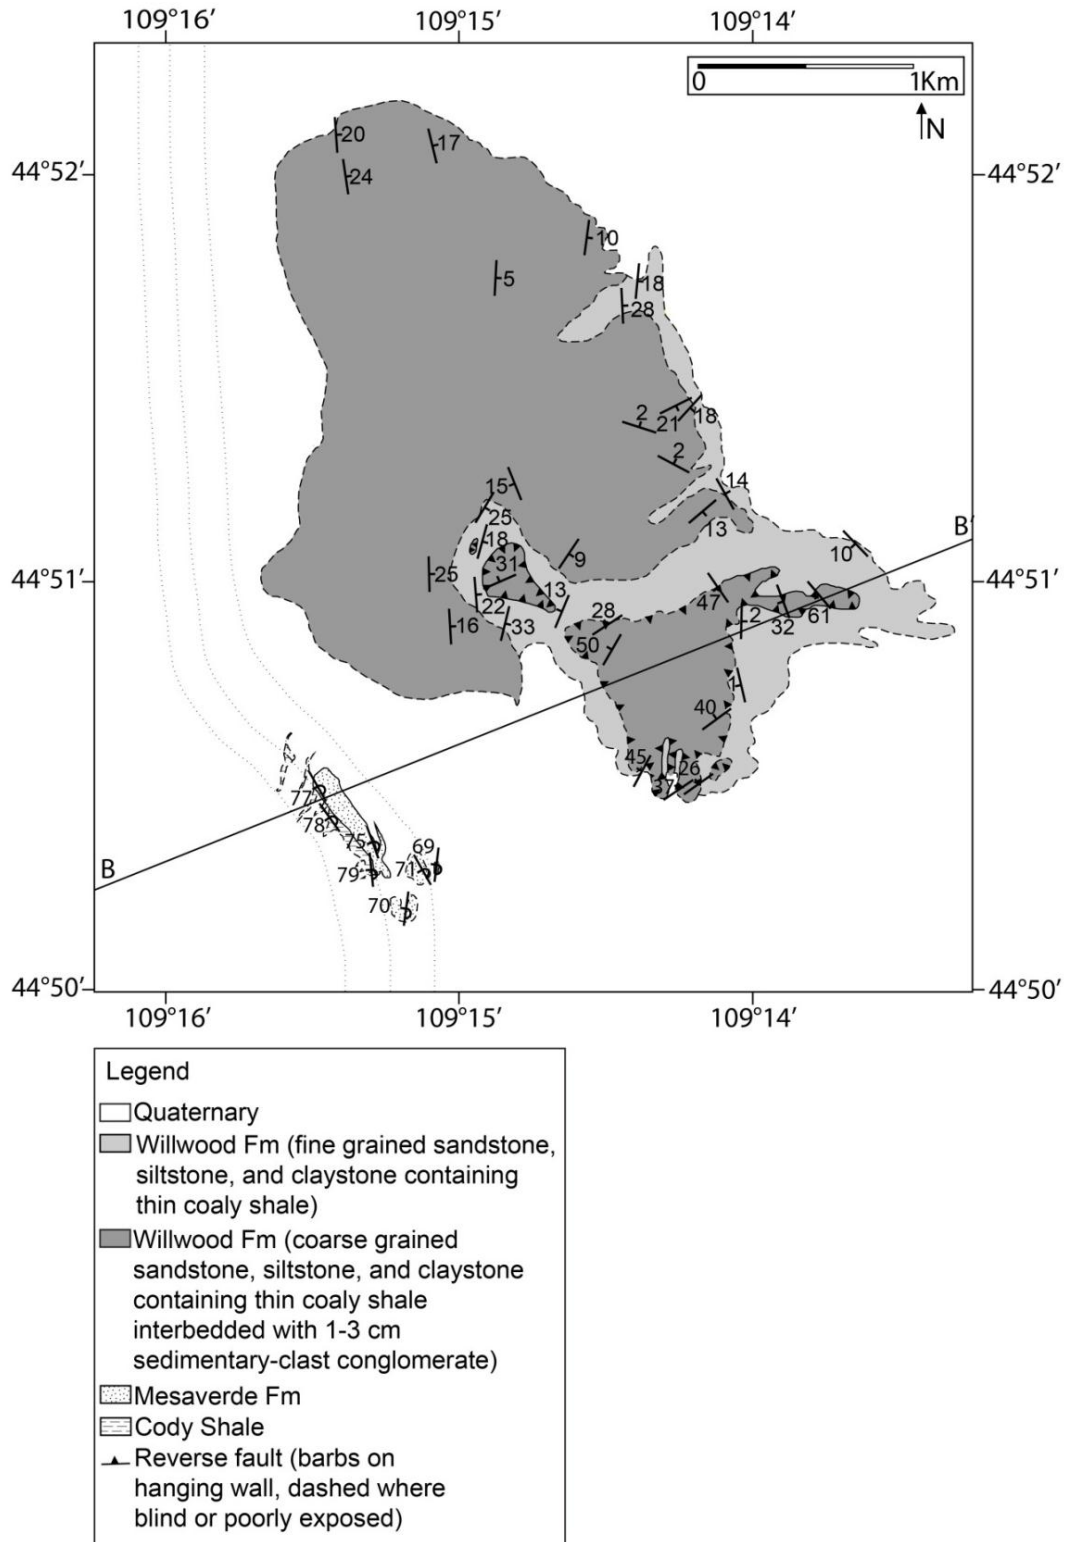 109°16′ 109°15′ 109°14′
0 1Km
N
44°52′ 44°52′
20
17
24
10
5
18
28
2
21 18
2
15 14
25
13
18
B′
10
31 9
25
13
47
22 28 2
16 33 32 61
50
44°51′ 44°51′
1
40
45 26
37
77
78
75 69
79 71
70
B
44°50′ 44°50′
109°16′ 109°15′ 109°14′
Legend
Quaternary
Willwood Fm (fine grained sandstone,
siltstone, and claystone containing
thin coaly shale)
Willwood Fm (coarse grained
sandstone, siltstone, and claystone
containing thin coaly shale
interbedded with 1-3 cm
sedimentary-clast conglomerate)
Mesaverde Fm
Cody Shale
Reverse fault (barbs on
hanging wall, dashed where
blind or poorly exposed)